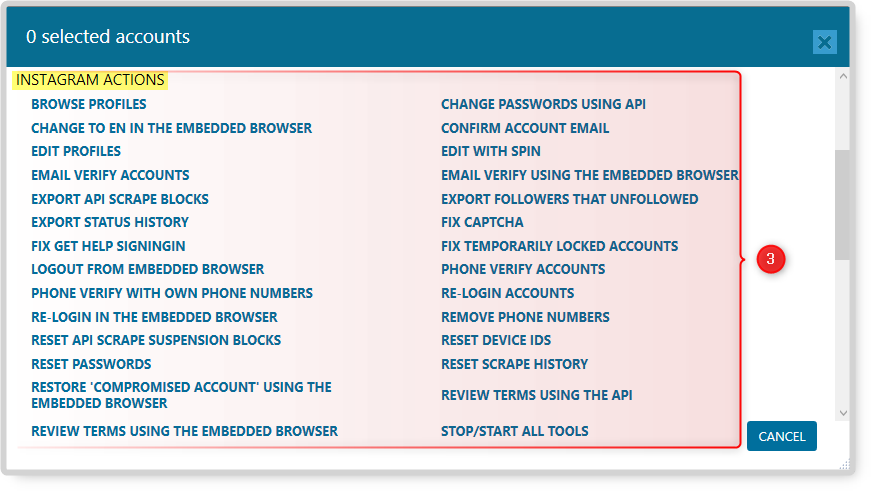 0 selected accounts
INSTAGRAM ACTIONS
BROWSE PROFILES
CHANGE PASSWORDS USING API
CHANGE TO EN IN THE EMBEDDED BROWSER
CONFIRM ACCOUNT EMAIL
EDIT PROFILES
EDIT WITH SPIN
EMAIL VERIFY ACCOUNTS
EMAIL VERIFY USING THE EMBEDDED BROWSER
EXPORT API SCRAPE BLOCKS
EXPORT FOLLOWERS THAT UNFOLLOWED
EXPORT STATUS HISTORY
FIX CAPTCHA
FIX GET HELP SIGNINGIN
FIX TEMPORARILY LOCKED ACCOUNTS
LOGOUT FROM EMBEDDED BROWSER
PHONE VERIFY ACCOUNTS
3
PHONE VERIFY WITH OWN PHONE NUMBERS
RE-LOGIN ACCOUNTS
RE-LOGIN IN THE EMBEDDED BROWSER
REMOVE PHONE NUMBERS
RESET API SCRAPE SUSPENSION BLOCKS
RESET DEVICE IDS
RESET PASSWORDS
RESET SCRAPE HISTORY
RESTORE 'COMPROMISED ACCOUNT' USING THE
EMBEDDED BROWSER
REVIEW TERMS USING THE API
REVIEW TERMS USING THE EMBEDDED BROWSER
STOP/START ALL TOOLS
CANCEL